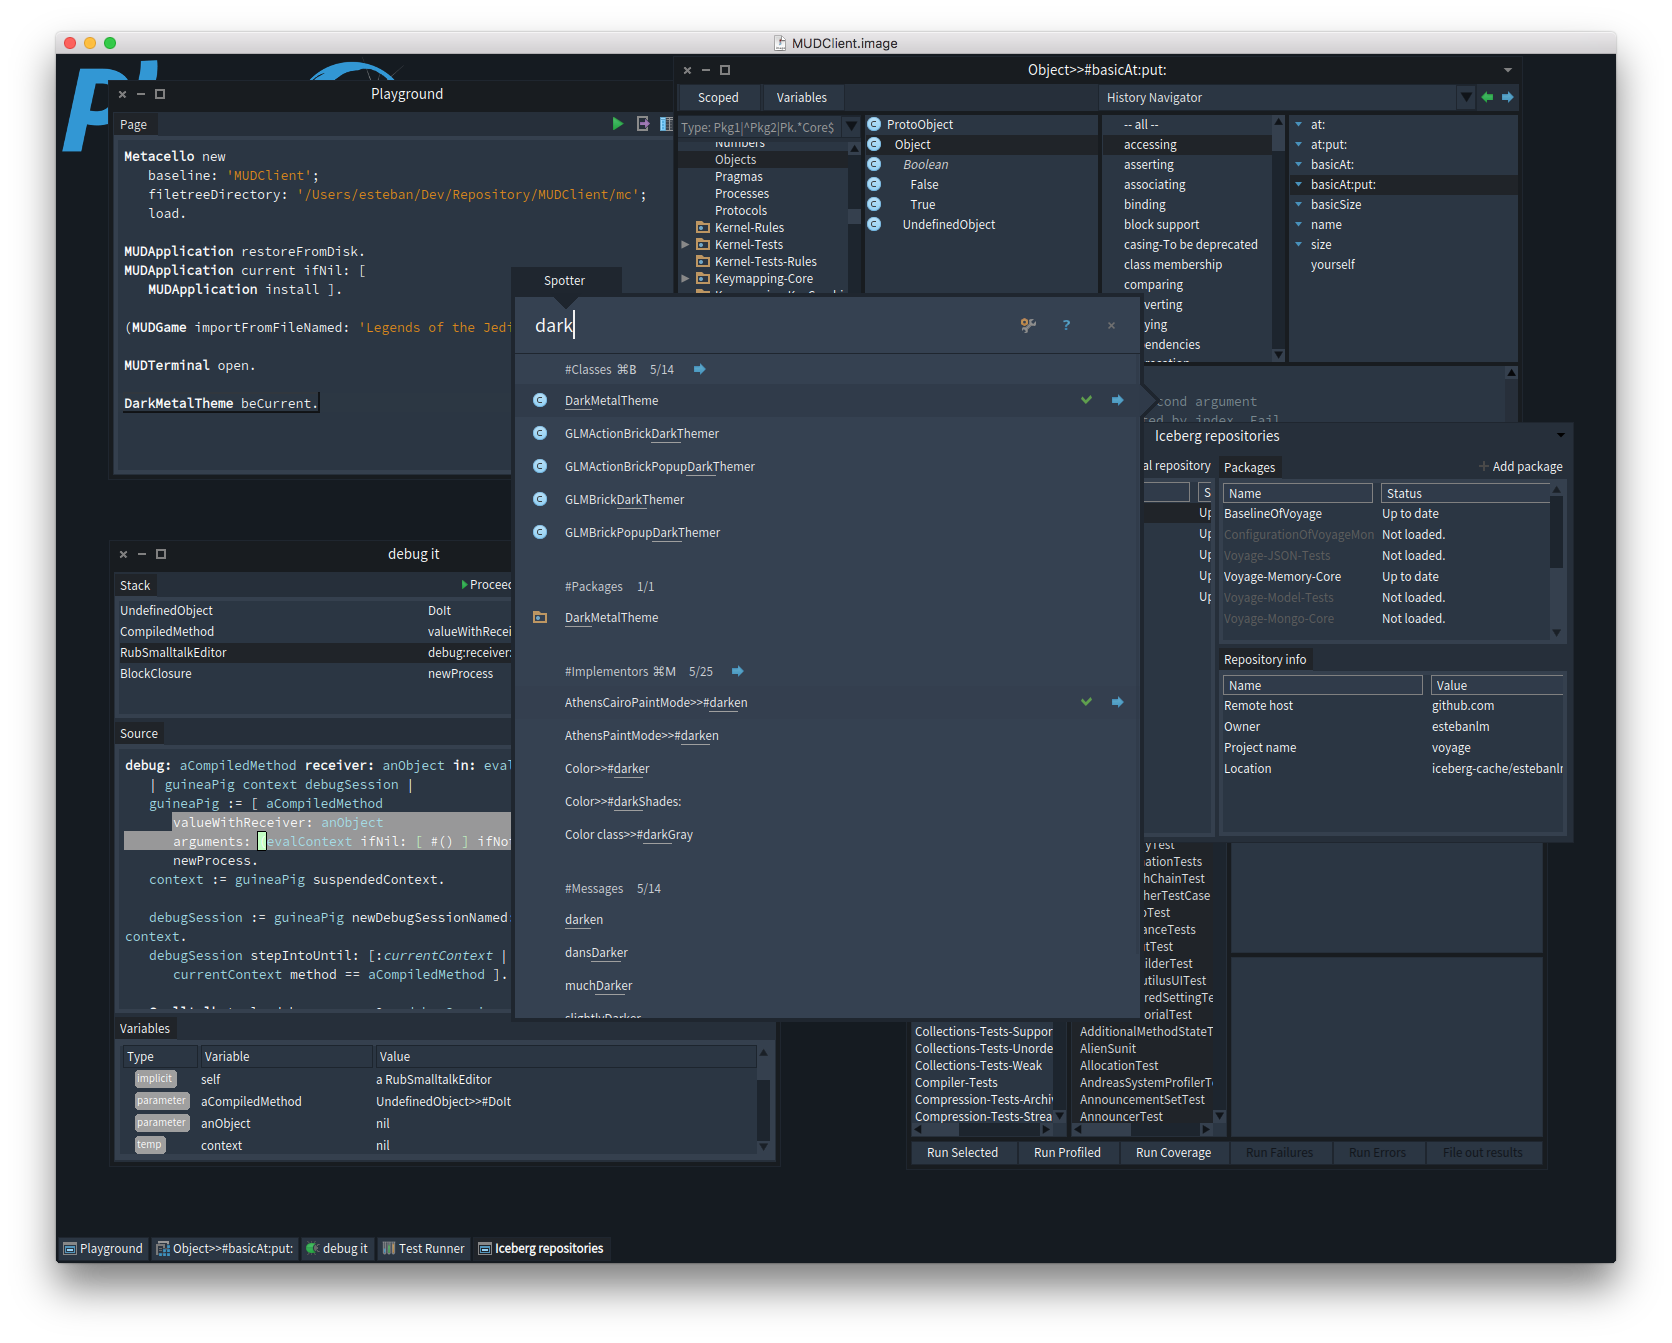 MUDClient.image
Playground
Page
Metacello new
baseline: 'MUDClient';
filetreeDirectory: '/Users/esteban/Dev/Repository/MUDClient/mc';
load.
MUDApplication restoreFromDisk.
MUDApplication current ifNil: [
MUDApplication install ].
(MUDGame importFromFileNamed: 'Legends of the Jedi
MUDTerminal open.
DarkMetalTheme beCurrent.
Object>>#basicAt:put:
Scoped
Variables
History Navigator
Type: Pkg1|^Pkg2|Pk.*Core$
Numbers
Objects
Pragmas
Processes
Protocols
Kernel-Rules
Kernel-Tests
Kernel-Tests-Rules
Keymapping-Core
ProtoObject
Object
Boolean
False
True
UndefinedObject
-- all --
accessing
asserting
associating
binding
block support
casing-To be deprecated
class membership
comparing
verting
ying
endencies
at:
at:put:
basicAt:
basicAt:put:
basicSize
name
size
yourself
cond argument
ted by index. Fail
Spotter
dark
?
#Classes ⌘B 5/14
DarkMetalTheme
GLMActionBrickDarkThemer
GLMActionBrickPopupDarkThemer
GLMBrickDarkThemer
GLMBrickPopupDarkThemer
#Packages 1/1
DarkMetalTheme
#Implementors ⌘M 5/25
AthensCairoPaintMode>>#darken
AthensPaintMode>>#darken
Color>>#darker
Color>>#darkShades:
Color class>>#darkGray
#Messages 5/14
darken
dansDarker
muchDarker
slightlyDarker
Iceberg repositories
al repository
Packages
Add package
S
Up
Up
Up
Up
Up
Name Status
BaselineOfVoyage Up to date
ConfigurationOfVoyageMon Not loaded.
Voyage-JSON-Tests Not loaded.
Voyage-Memory-Core Up to date
Voyage-Model-Tests Not loaded.
Voyage-Mongo-Core Not loaded.
Repository info
Name Value
Remote host github.com
Owner estebanlm
Project name voyage
Location iceberg-cache/estebanlm
debug it
Stack
Proceed
UndefinedObject DoIt
CompiledMethod valueWithRecei
RubSmalltalkEditor debug:receiver:
BlockClosure newProcess
Source
debug: aCompiledMethod receiver: anObject in: eval
| guineaPig context debugSession |
guineaPig := [ aCompiledMethod
valueWithReceiver: anObject
arguments: evalContext ifNil: [ #() ] ifNo
newProcess.
context := guineaPig suspendedContext.
debugSession := guineaPig newDebugSessionNamed:
context.
debugSession stepIntoUntil: [:currentContext |
currentContext method == aCompiledMethod ].
Variables
Type Variable Value
implicit self a RubSmalltalkEditor
parameter aCompiledMethod UndefinedObject>>#DoIt
parameter anObject nil
temp context nil
yTest
ationTests
hChainTest
herTestCase
oTest
anceTests
utTest
ilderTest
utilusUITest
redSettingTe
orialTest
Collections-Tests-Suppor
Collections-Tests-Unorde
Collections-Tests-Weak
Compiler-Tests
Compression-Tests-Archiv
Compression-Tests-Strea
AdditionalMethodStateT
AlienSunit
AllocationTest
AndreasSystemProfilerTe
AnnouncementSetTest
AnnouncerTest
Run Selected
Run Profiled
Run Coverage
Run Failures
Run Errors
File out results
Playground
Object>>#basicAt:put:
debug it
Test Runner
Iceberg repositories